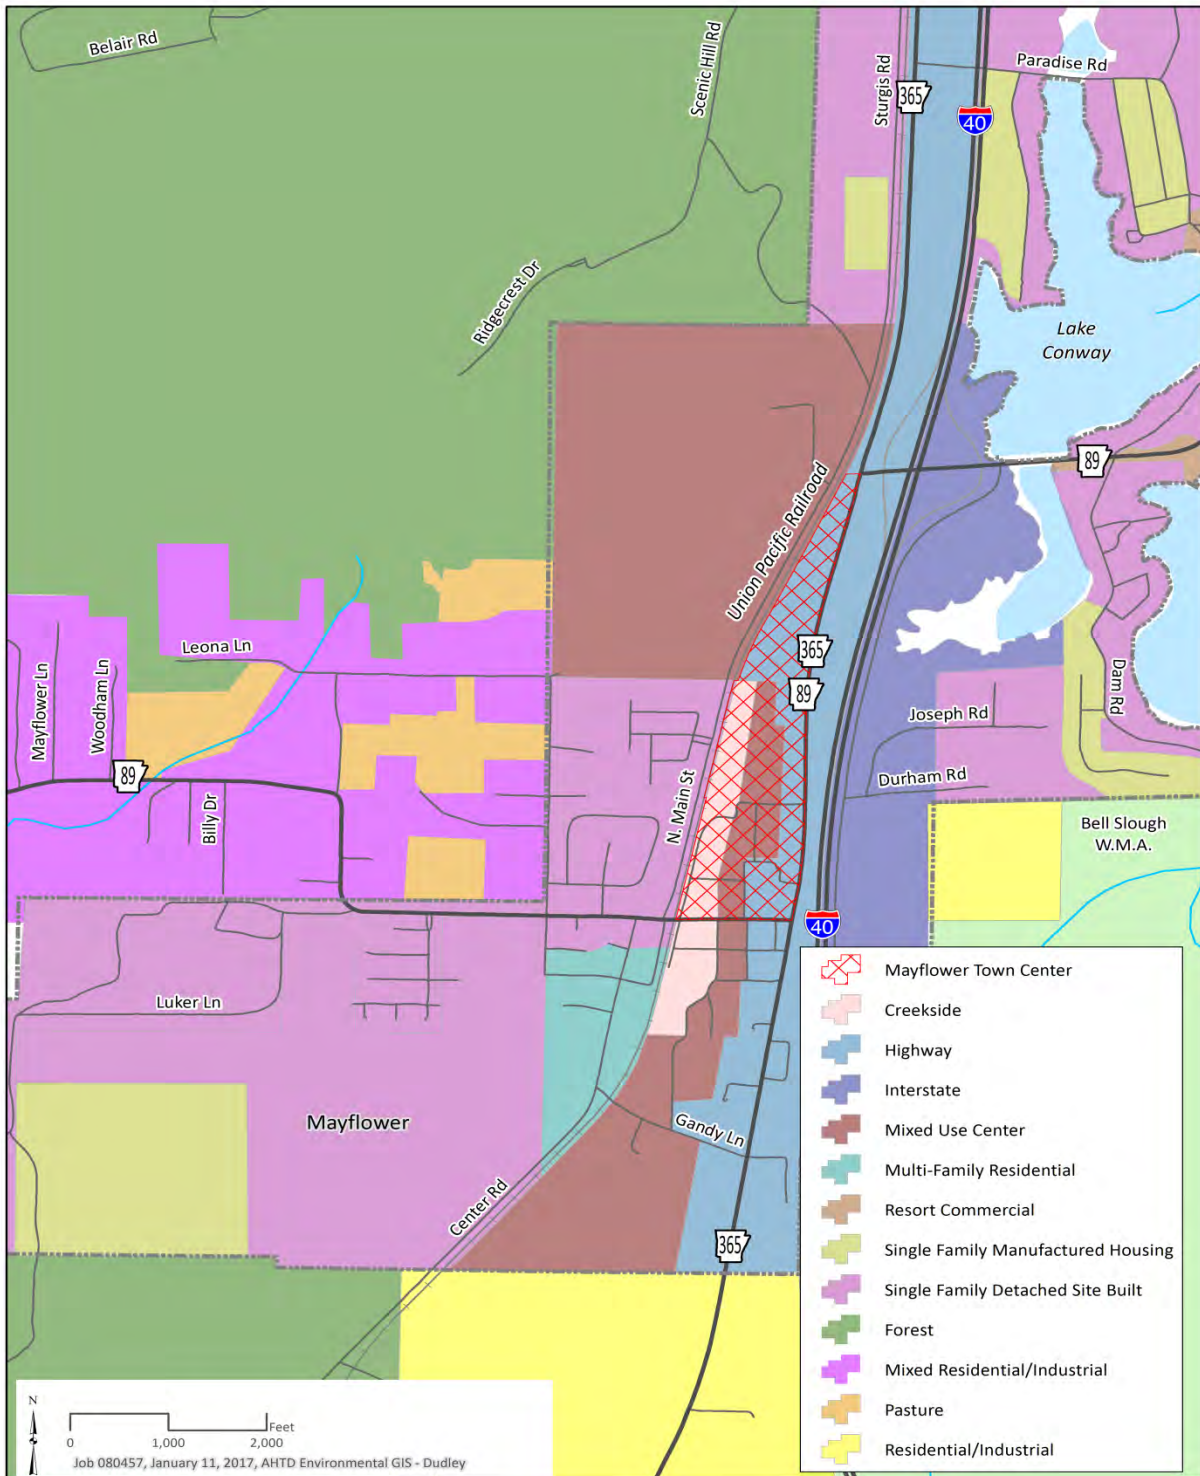 Belair Rd
Scenic Hill Rd
Sturgis Rd
365
40
Paradise Rd
Ridgecrest Dr
Lake
Conway
89
Union Pacific Railroad
365
89
Leona Ln
Mayflower Ln
Woodham Ln
89
Billy Dr
N. Main St
Joseph Rd
Dam Rd
Durham Rd
Bell Slough
W.M.A.
40
Luker Ln
Mayflower
Gandy Ln
Center Rd
365
Mayflower Town Center
Creekside
Highway
Interstate
Mixed Use Center
Multi-Family Residential
Resort Commercial
Single Family Manufactured Housing
Single Family Detached Site Built
Forest
Mixed Residential/Industrial
Pasture
Residential/Industrial
N
Feet
0 1,000 2,000
Job 080457, January 11, 2017, AHTD Environmental GIS - Dudley